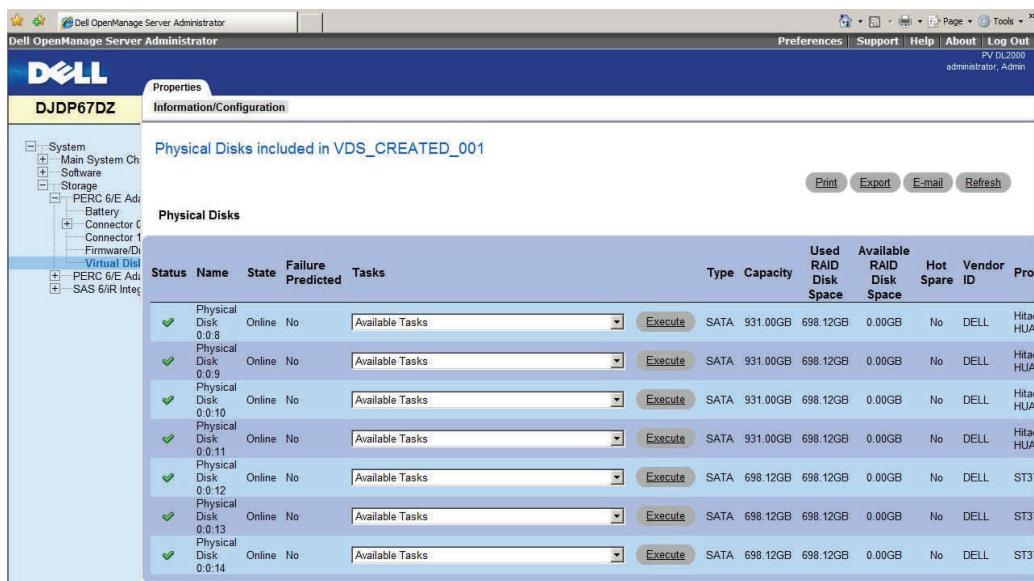 Dell OpenManage Server Administrator
Page
Tools
Dell OpenManage Server Administrator
Preferences Support Help About Log Out
PV DL2000
administrator, Admin
DELL
Properties
DJDP67DZ
Information/Configuration
System
Main System Ch
Software
Storage
PERC 6/E Ada
Battery
Connector 0
Connector 1
Firmware/Dr
Virtual Disk
PERC 6/E Ada
SAS 6/iR Integ
Physical Disks included in VDS_CREATED_001
Print Export E-mail Refresh
Physical Disks
Status Name State Failure Predicted Tasks Type Capacity Used RAID Disk Space Available RAID Disk Space Hot Spare Vendor ID Pro
Physical Disk 0:0:8 Online No Available Tasks Execute SATA 931.00GB 698.12GB 0.00GB No DELL Hitac HUA
Physical Disk 0:0:9 Online No Available Tasks Execute SATA 931.00GB 698.12GB 0.00GB No DELL Hitac HUA
Physical Disk 0:0:10 Online No Available Tasks Execute SATA 931.00GB 698.12GB 0.00GB No DELL Hitac HUA
Physical Disk 0:0:11 Online No Available Tasks Execute SATA 931.00GB 698.12GB 0.00GB No DELL Hitac HUA
Physical Disk 0:0:12 Online No Available Tasks Execute SATA 698.12GB 698.12GB 0.00GB No DELL ST37
Physical Disk 0:0:13 Online No Available Tasks Execute SATA 698.12GB 698.12GB 0.00GB No DELL ST37
Physical Disk 0:0:14 Online No Available Tasks Execute SATA 698.12GB 698.12GB 0.00GB No DELL ST37